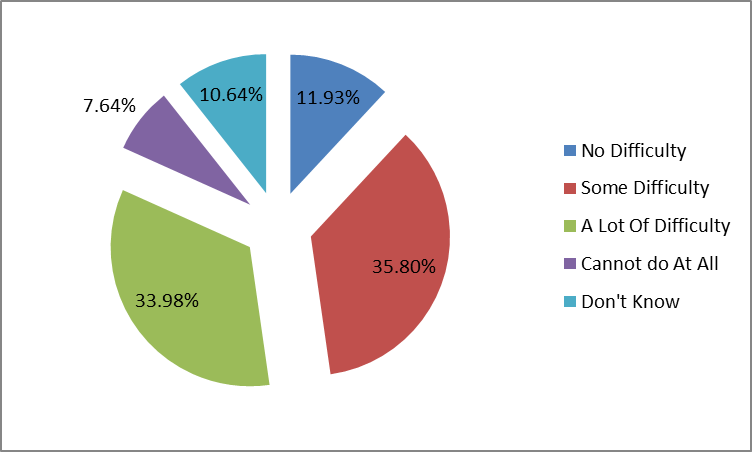 10.64%
11.93%
7.64%
35.80%
33.98%
No Difficulty
Some Difficulty
A Lot Of Difficulty
Cannot do At All
Don't Know